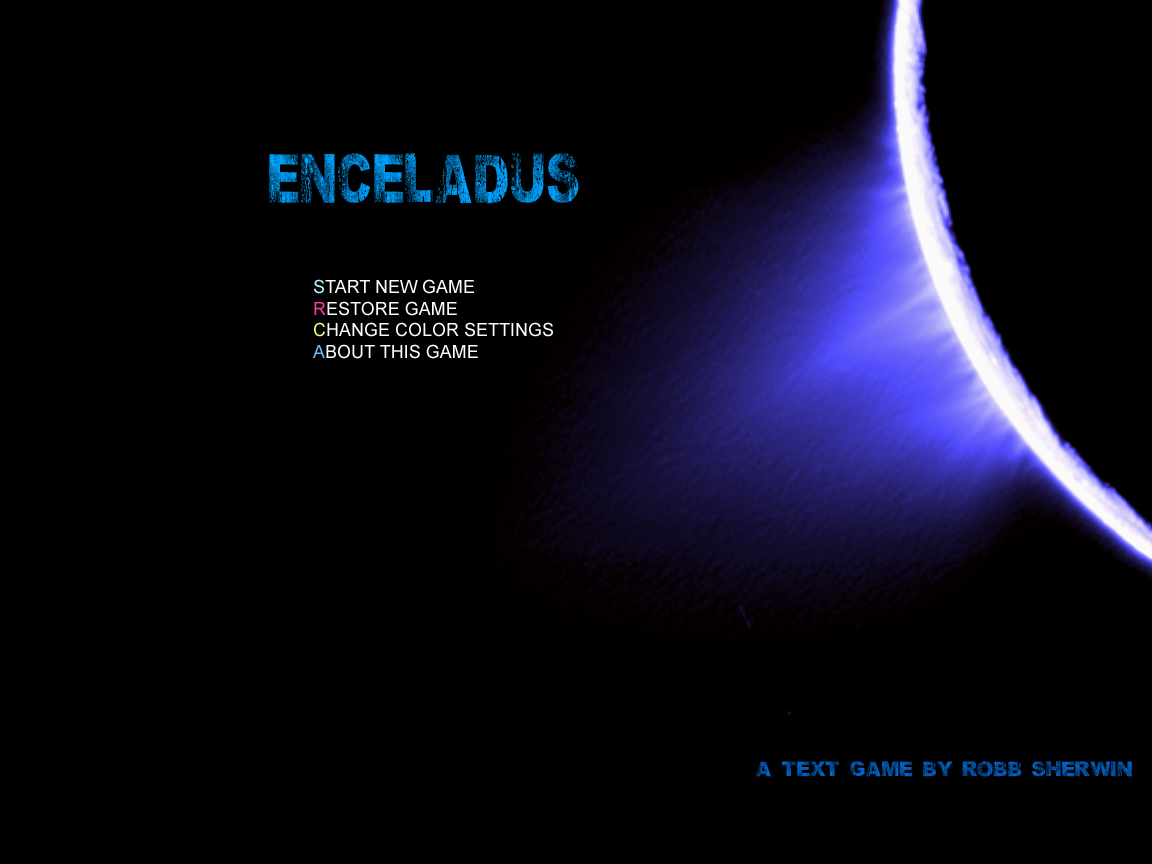 ENCELADUS
START NEW GAME
RESTORE GAME
CHANGE COLOR SETTINGS
ABOUT THIS GAME
A TEXT GAME BY ROBB SHERWIN